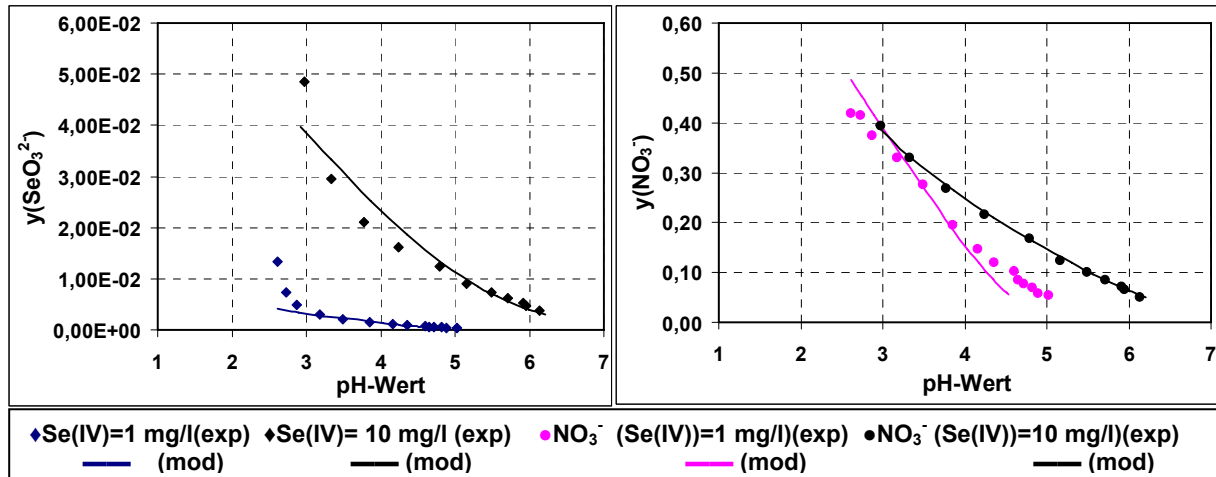 6,00E-02
5,00E-02
4,00E-02
3,00E-02
2,00E-02
1,00E-02
0,00E+00
y(SeO₃²⁻)
1 2 3 4 5 6 7
pH-Wert
0,60
0,50
0,40
0,30
0,20
0,10
0,00
y(NO₃⁻)
1 2 3 4 5 6 7
pH-Wert
Se(IV)=1 mg/l(exp) Se(IV)= 10 mg/l (exp) NO₃⁻ (Se(IV))=1 mg/l)(exp) NO₃⁻ (Se(IV))=10 mg/l)(exp)
(mod) (mod) (mod) (mod)